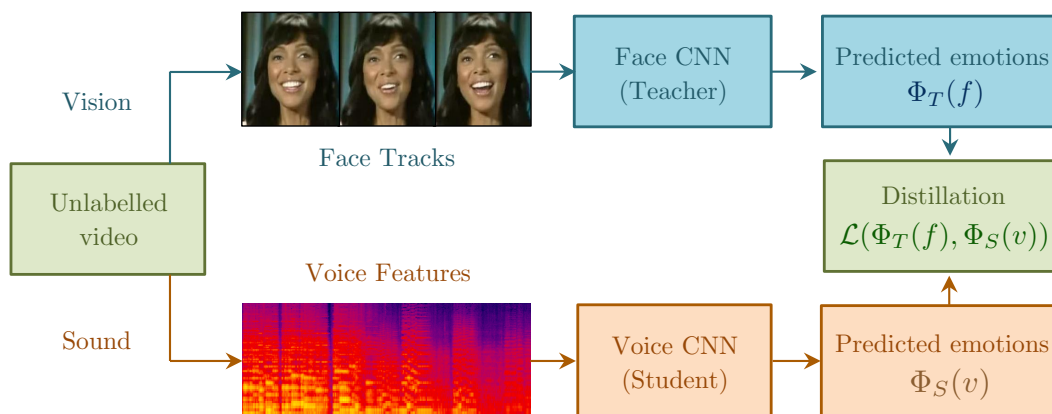 Vision
Face Tracks
Face CNN
(Teacher)
Predicted emotions
Φ_T(f)
Unlabelled
video
Distillation
ℒ(Φ_T(f), Φ_S(v))
Voice Features
Sound
Voice CNN
(Student)
Predicted emotions
Φ_S(v)